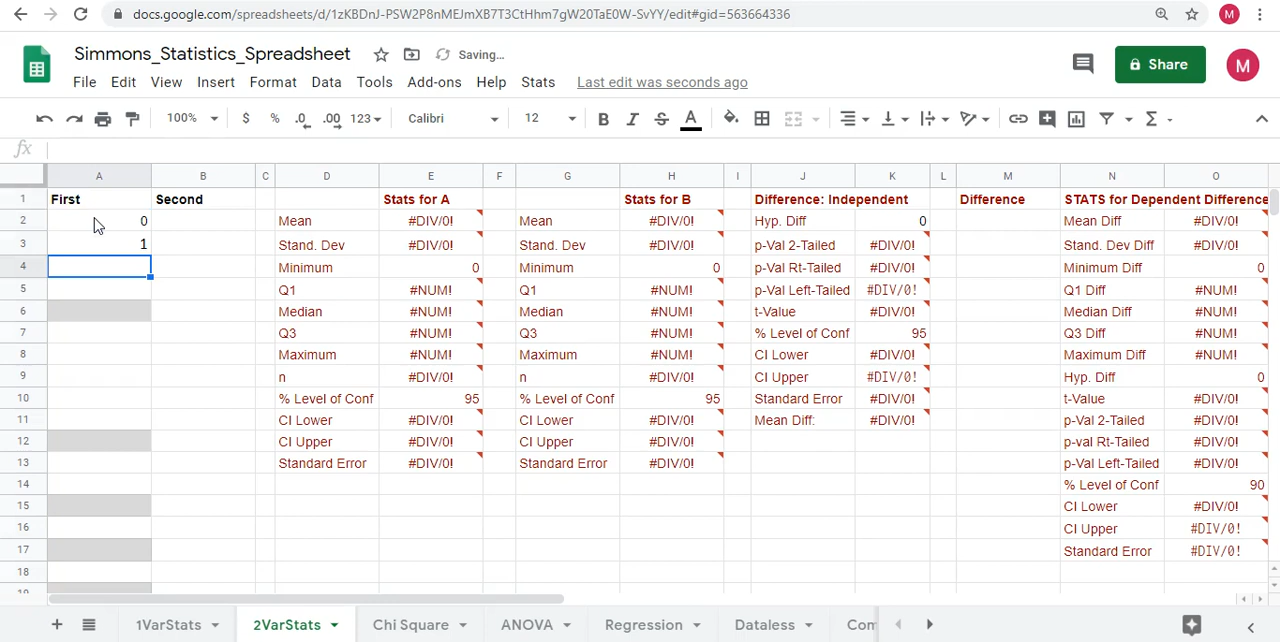 docs.google.com/spreadsheets/d/1zKBDnJ-PSW2P8nMEJmXB7T3CtHhm7gW20TaE0W-SvYY/edit#gid=563664336 M
Simmons_Statistics_Spreadsheet Saving...
File Edit View Insert Format Data Tools Add-ons Help Stats Last edit was seconds ago Share M
100% $ % .0 .00 123 Calibri 12 B I S A Σ
fx
A B C D E F G H I J K L M N O
1 First Second Stats for A Stats for B Difference: Independent Difference STATS for Dependent Difference
2 0 Mean #DIV/0! Mean #DIV/0! Hyp. Diff 0 Mean Diff #DIV/0!
3 1 Stand. Dev #DIV/0! Stand. Dev #DIV/0! p-Val 2-Tailed #DIV/0! Stand. Dev Diff #DIV/0!
4 Minimum 0 Minimum 0 p-Val Rt-Tailed #DIV/0! Minimum Diff 0
5 Q1 #NUM! Q1 #NUM! p-Val Left-Tailed #DIV/0! Q1 Diff #NUM!
6 Median #NUM! Median #NUM! t-Value #DIV/0! Median Diff #NUM!
7 Q3 #NUM! Q3 #NUM! % Level of Conf 95 Q3 Diff #NUM!
8 Maximum #NUM! Maximum #NUM! CI Lower #DIV/0! Maximum Diff #NUM!
9 n #DIV/0! n #DIV/0! CI Upper #DIV/0! Hyp. Diff 0
10 % Level of Conf 95 % Level of Conf 95 Standard Error #DIV/0! t-Value #DIV/0!
11 CI Lower #DIV/0! CI Lower #DIV/0! Mean Diff: #DIV/0! p-Val 2-Tailed #DIV/0!
12 CI Upper #DIV/0! CI Upper #DIV/0! p-val Rt-Tailed #DIV/0!
13 Standard Error #DIV/0! Standard Error #DIV/0! p-Val Left-Tailed #DIV/0!
14 % Level of Conf 90
15 CI Lower #DIV/0!
16 CI Upper #DIV/0!
17 Standard Error #DIV/0!
18
19
1VarStats 2VarStats Chi Square ANOVA Regression Dataless Com